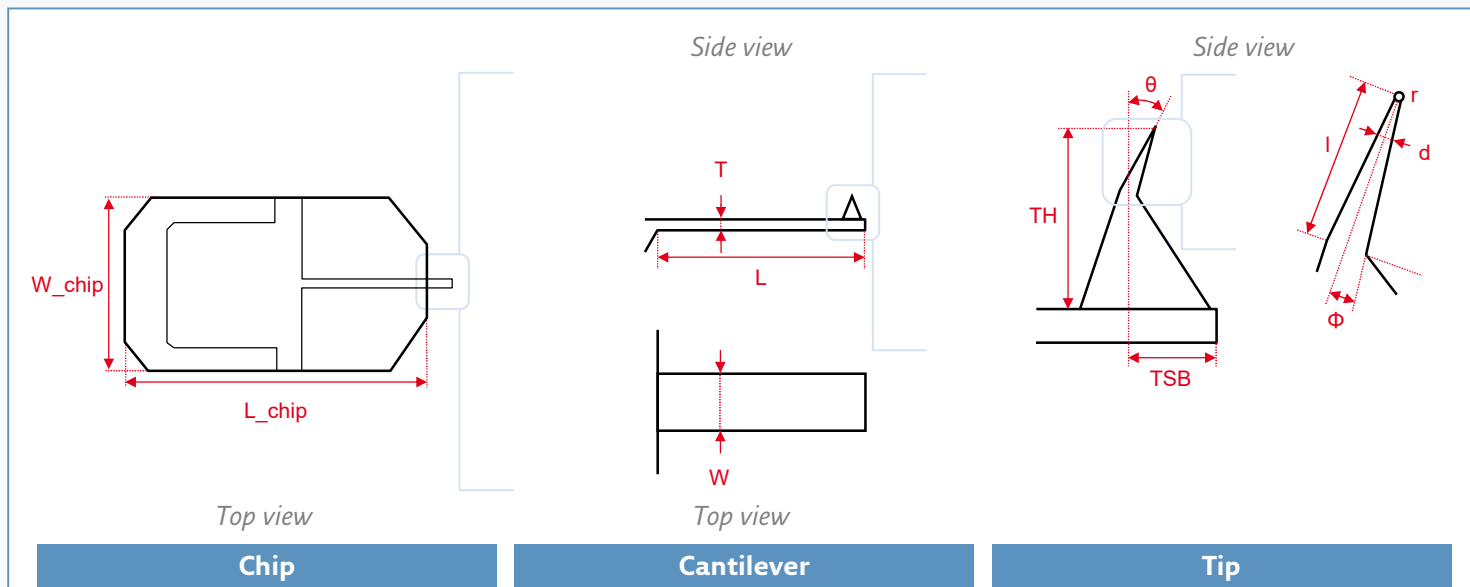 Side view
Side view
θ
r
T
l
d
TH
W_chip
L
Φ
TSB
L_chip
W
Top view
Top view
Chip
Cantilever
Tip